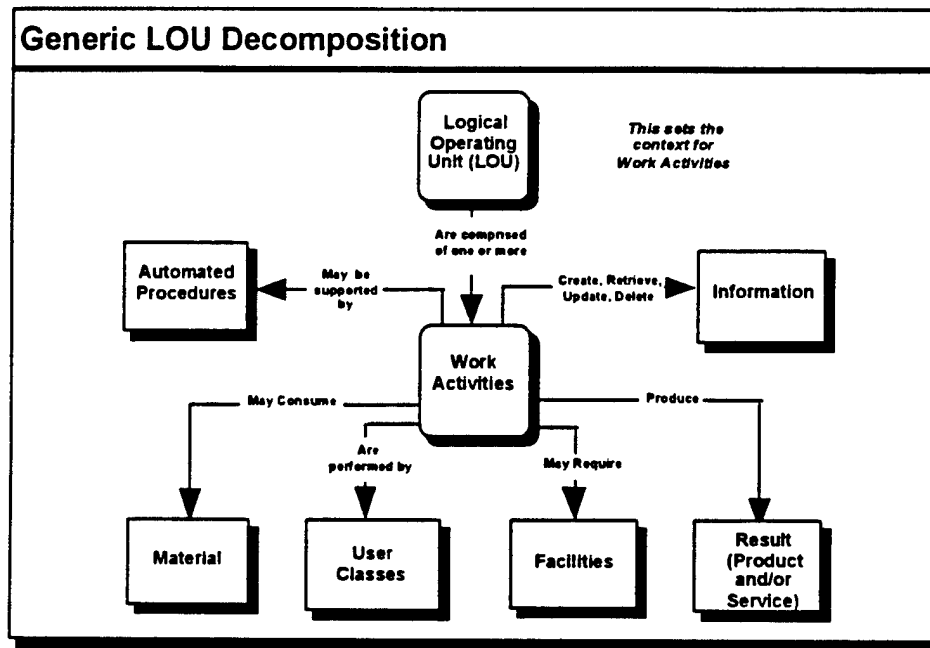 Generic LOU Decomposition
Logical
Operating
Unit (LOU)
This sets the
context for
Work Activities
Are comprised
of one or more
Automated
Procedures
May be
supported
by
Create, Retrieve,
Update, Delete
Information
Work
Activities
May Consume
Produce
Are
performed by
May Require
Material
User
Classes
Facilities
Result
(Product
and/or
Service)